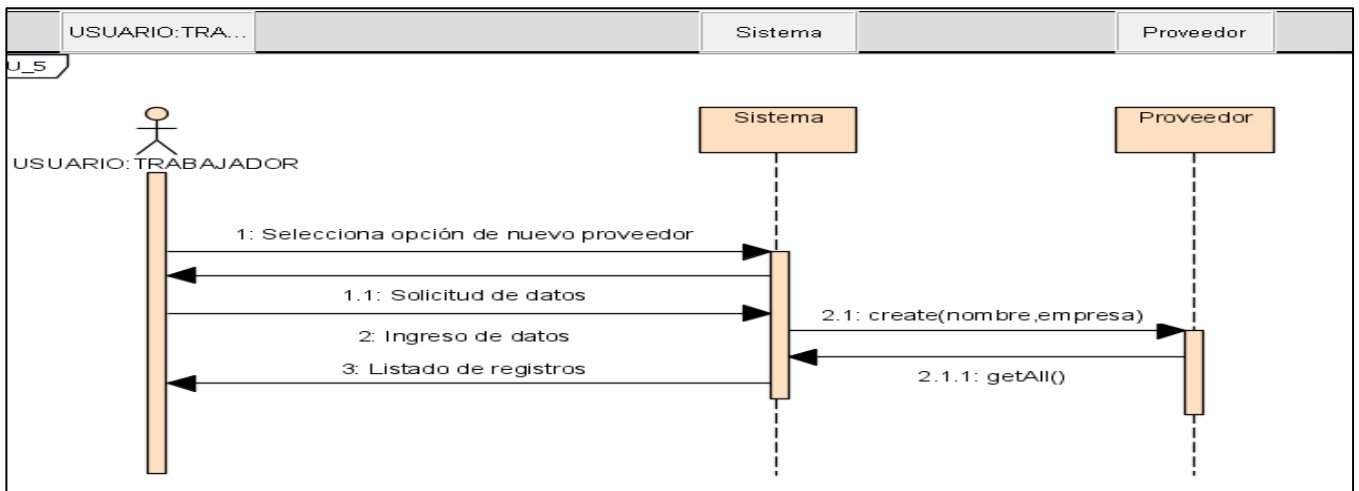 USUARIO:TRA...
Sistema
Proveedor
U_5
Sistema
Proveedor
USUARIO:TRABAJADOR
1: Selecciona opción de nuevo proveedor
1.1: Solicitud de datos
2.1: create(nombre,empresa)
2: Ingreso de datos
3: Listado de registros
2.1.1: getAll()